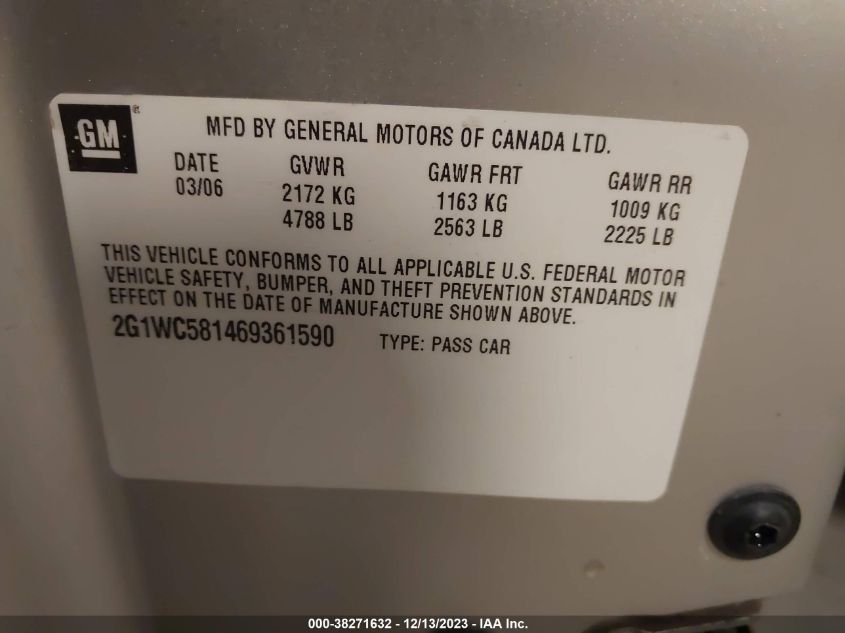 GM®
MFD BY GENERAL MOTORS OF CANADA LTD.
DATE GVWR GAWR FRT GAWR RR
03/06 2172 KG 1163 KG 1009 KG
4788 LB 2563 LB 2225 LB
THIS VEHICLE CONFORMS TO ALL APPLICABLE U.S. FEDERAL MOTOR
VEHICLE SAFETY, BUMPER, AND THEFT PREVENTION STANDARDS IN
EFFECT ON THE DATE OF MANUFACTURE SHOWN ABOVE.
2G1WC581469361590 TYPE: PASS CAR
000-38271632 - 12/13/2023 - IAA Inc.